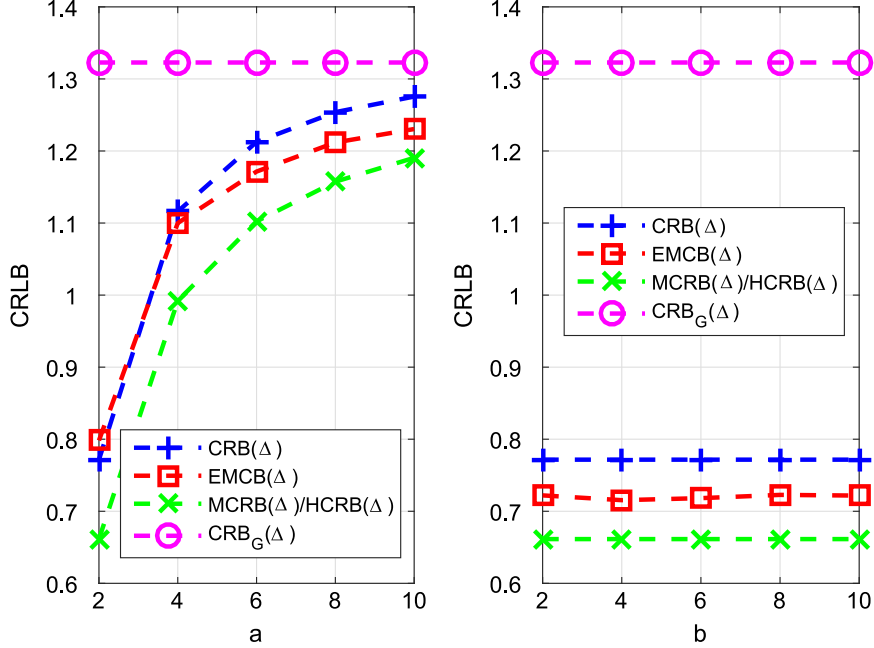 1.4
1.3
1.2
1.1
1
0.9
0.8
0.7
0.6
CRLB
2
4
6
8
10
a
CRB(Δ)
EMCB(Δ)
MCRB(Δ)/HCRB(Δ)
CRB_G(Δ)
1.4
1.3
1.2
1.1
1
0.9
0.8
0.7
0.6
CRLB
2
4
6
8
10
b
CRB(Δ)
EMCB(Δ)
MCRB(Δ)/HCRB(Δ)
CRB_G(Δ)